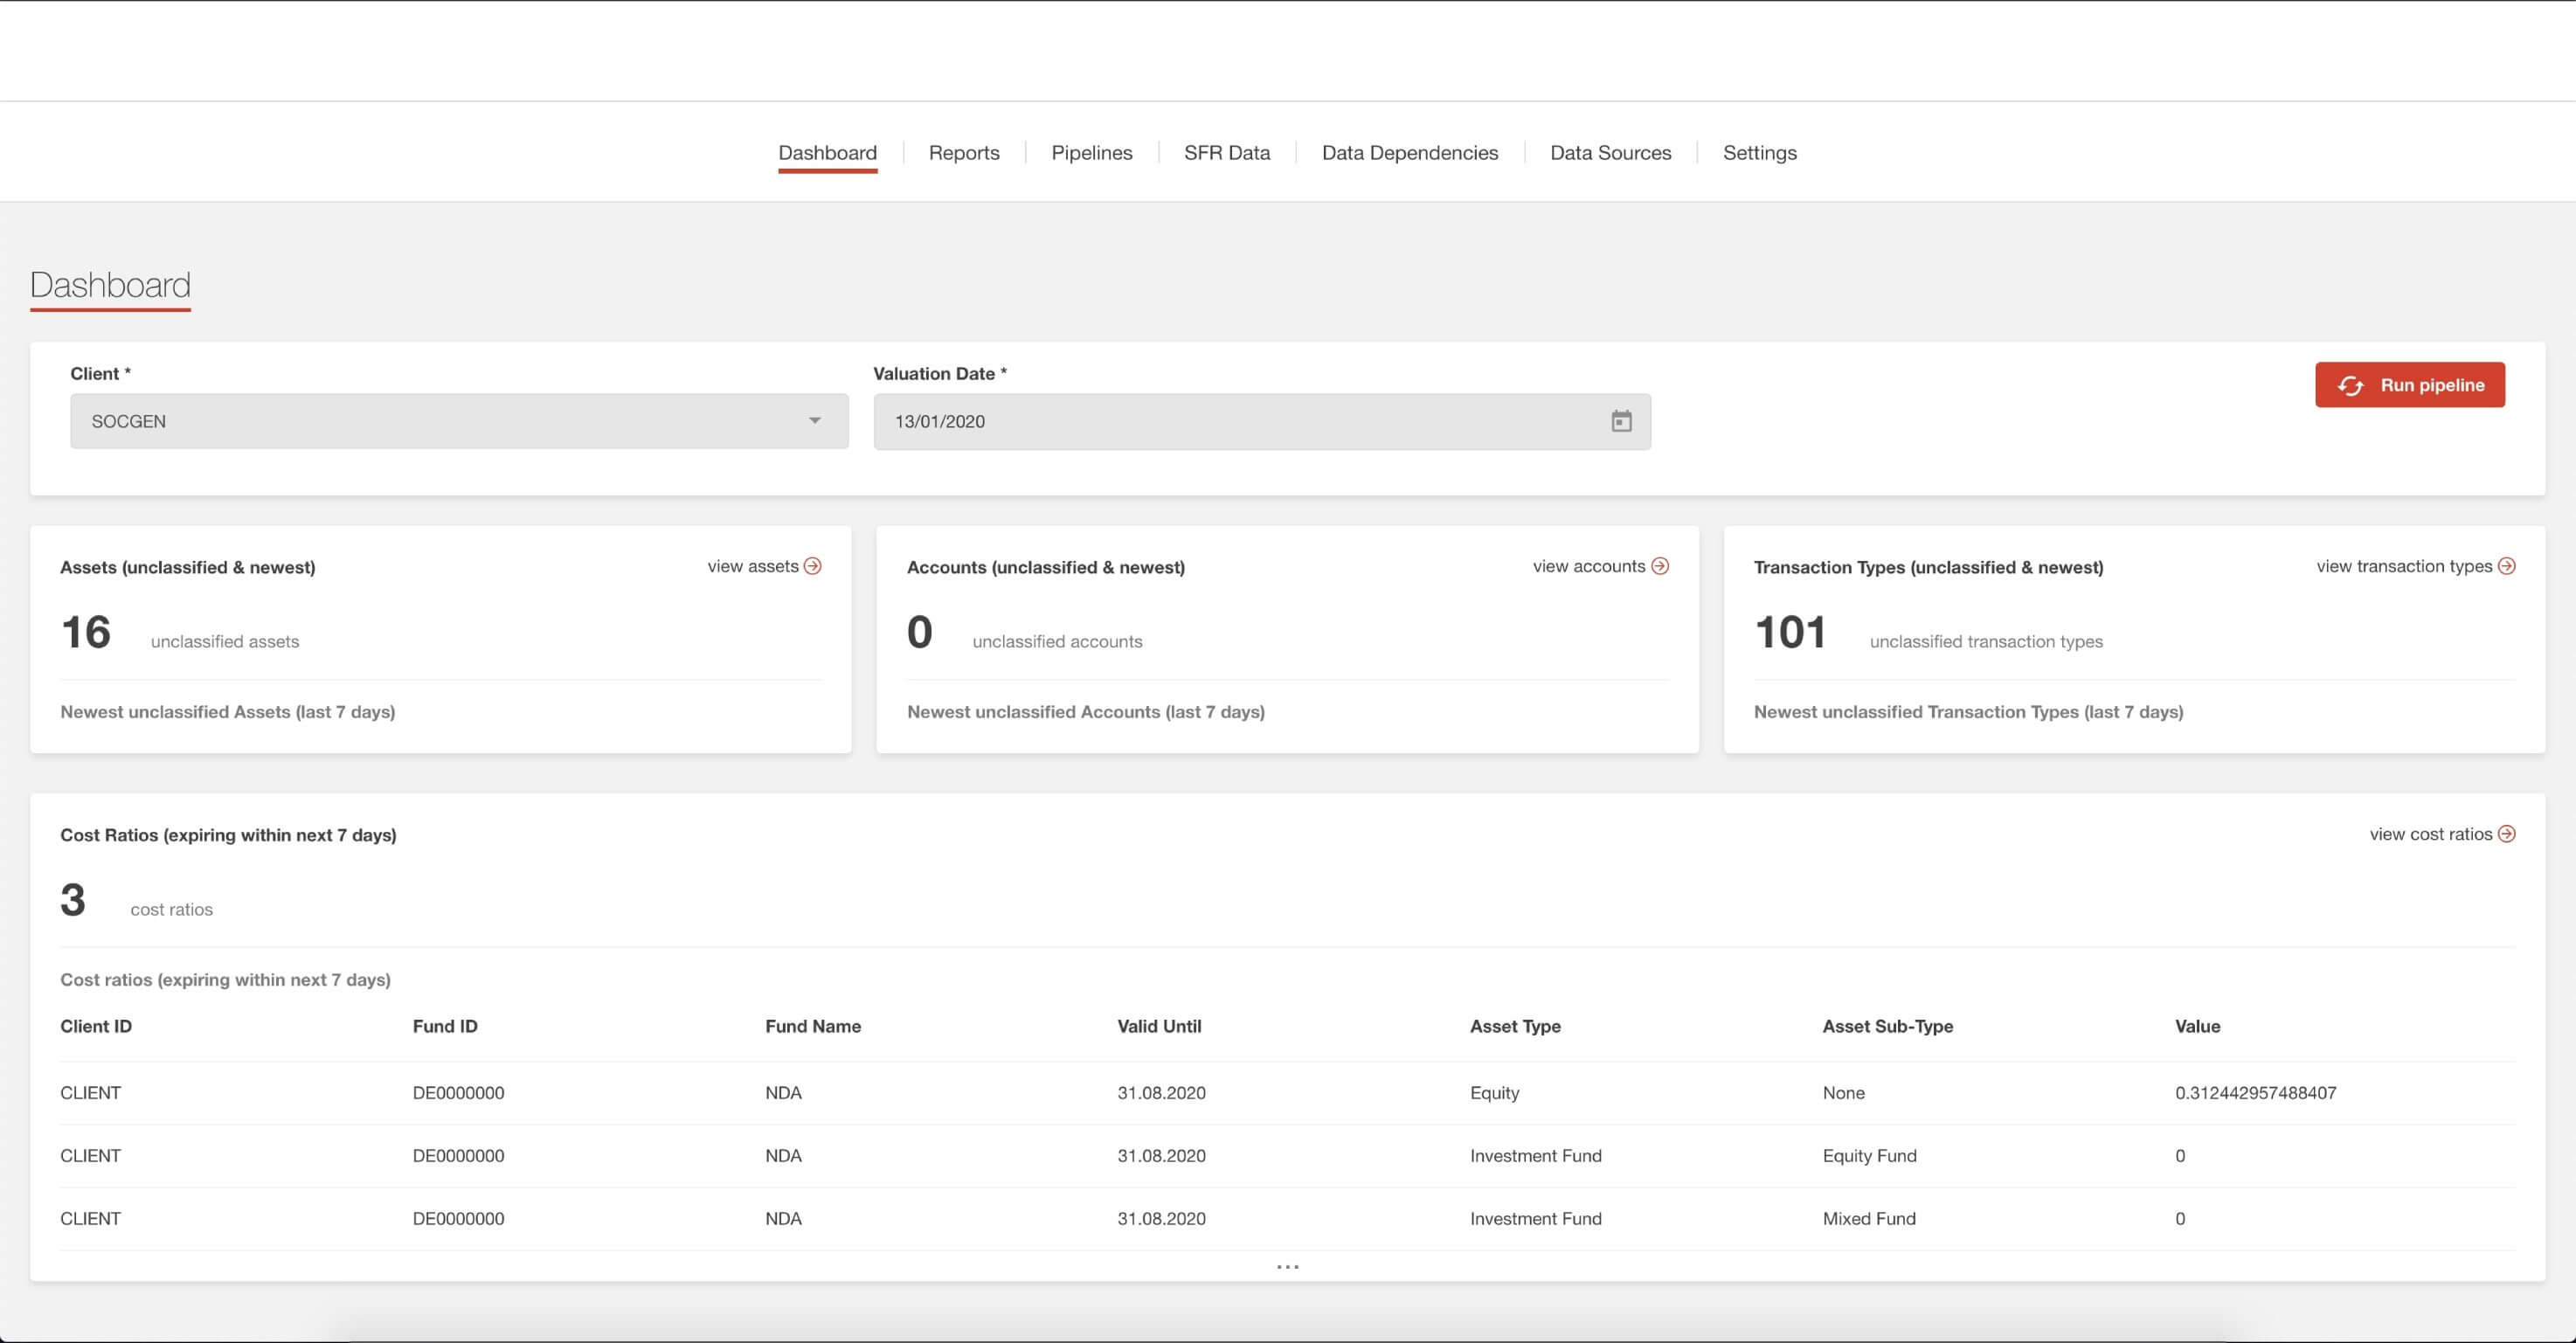 Dashboard Reports Pipelines SFR Data Data Dependencies Data Sources Settings
Dashboard
Client * Valuation Date *
Run pipeline
SOCGEN 13/01/2020
Assets (unclassified & newest) view assets
16 unclassified assets
Newest unclassified Assets (last 7 days)
Accounts (unclassified & newest) view accounts
0 unclassified accounts
Newest unclassified Accounts (last 7 days)
Transaction Types (unclassified & newest) view transaction types
101 unclassified transaction types
Newest unclassified Transaction Types (last 7 days)
Cost Ratios (expiring within next 7 days) view cost ratios
3 cost ratios
Cost ratios (expiring within next 7 days)
Client ID Fund ID Fund Name Valid Until Asset Type Asset Sub-Type Value
CLIENT DE0000000 NDA 31.08.2020 Equity None 0.312442957488407
CLIENT DE0000000 NDA 31.08.2020 Investment Fund Equity Fund 0
CLIENT DE0000000 NDA 31.08.2020 Investment Fund Mixed Fund 0
...